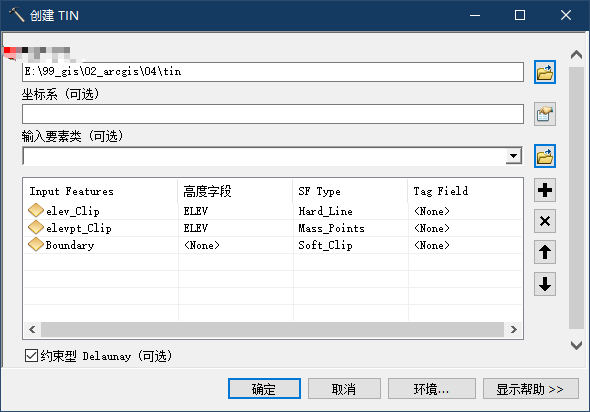 创建 TIN
E:\99_gis\02_arcgis\04\tin
坐标系 (可选)
输入要素类 (可选)
Input Features 高度字段 SF Type Tag Field
elev_Clip ELEV Hard_Line <None>
elevpt_Clip ELEV Mass_Points <None>
Boundary <None> Soft_Clip <None>
约束型 Delaunay (可选)
确定 取消 环境... 显示帮助 >>